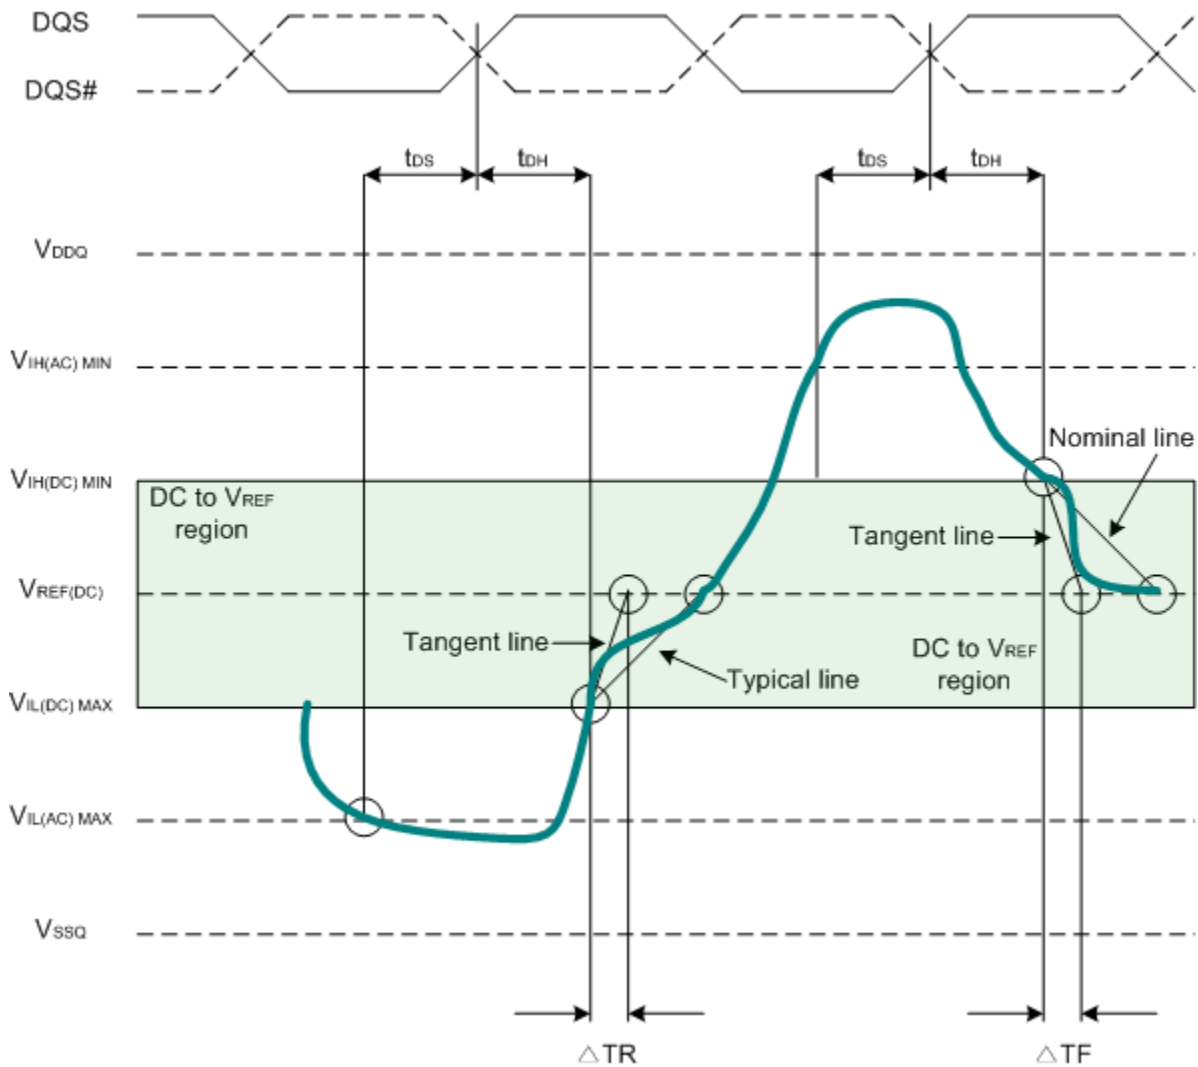 DQS
DQS#
tDS
tDH
tDS
tDH
VDDQ
VIH(AC) MIN
Nominal line
VIH(DC) MIN
DC to VREF
region
Tangent line
VREF(DC)
Tangent line
DC to VREF
region
Typical line
VIL(DC) MAX
VIL(AC) MAX
VSSQ
△TR
△TF